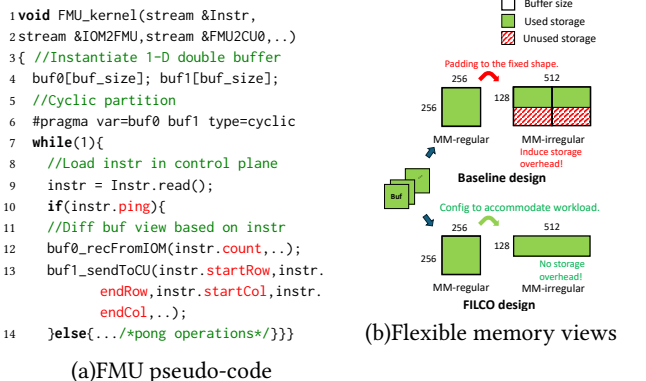 1 void FMU_kernel(stream &Instr,
2 stream &IOM2FMU,stream &FMU2CU0,..)
3 { //Instantiate 1-D double buffer
4 buf0[buf_size]; buf1[buf_size];
5 //Cyclic partition
6 #pragma var=buf0 buf1 type=cyclic
7 while(1){
8 //Load instr in control plane
9 instr = Instr.read();
10 if(instr.ping){
11 //Diff buf view based on instr
12 buf0_recFromIOM(instr.count,..);
13 buf1_sendToCU(instr.startRow,instr.
endRow,instr.startCol,instr.
endCol,..);
14 }else{.../*pong operations*/}}}
(a)FMU pseudo-code
Buffer size
Used storage
Unused storage
Padding to the fixed shape.
256
512
256
128
MM-regular
MM-irregular
Induce storage
overhead!
Baseline design
Buf
Config to accommodate workload.
256
512
256
128
No storage
overhead!
MM-regular
MM-irregular
FILCO design
(b)Flexible memory views